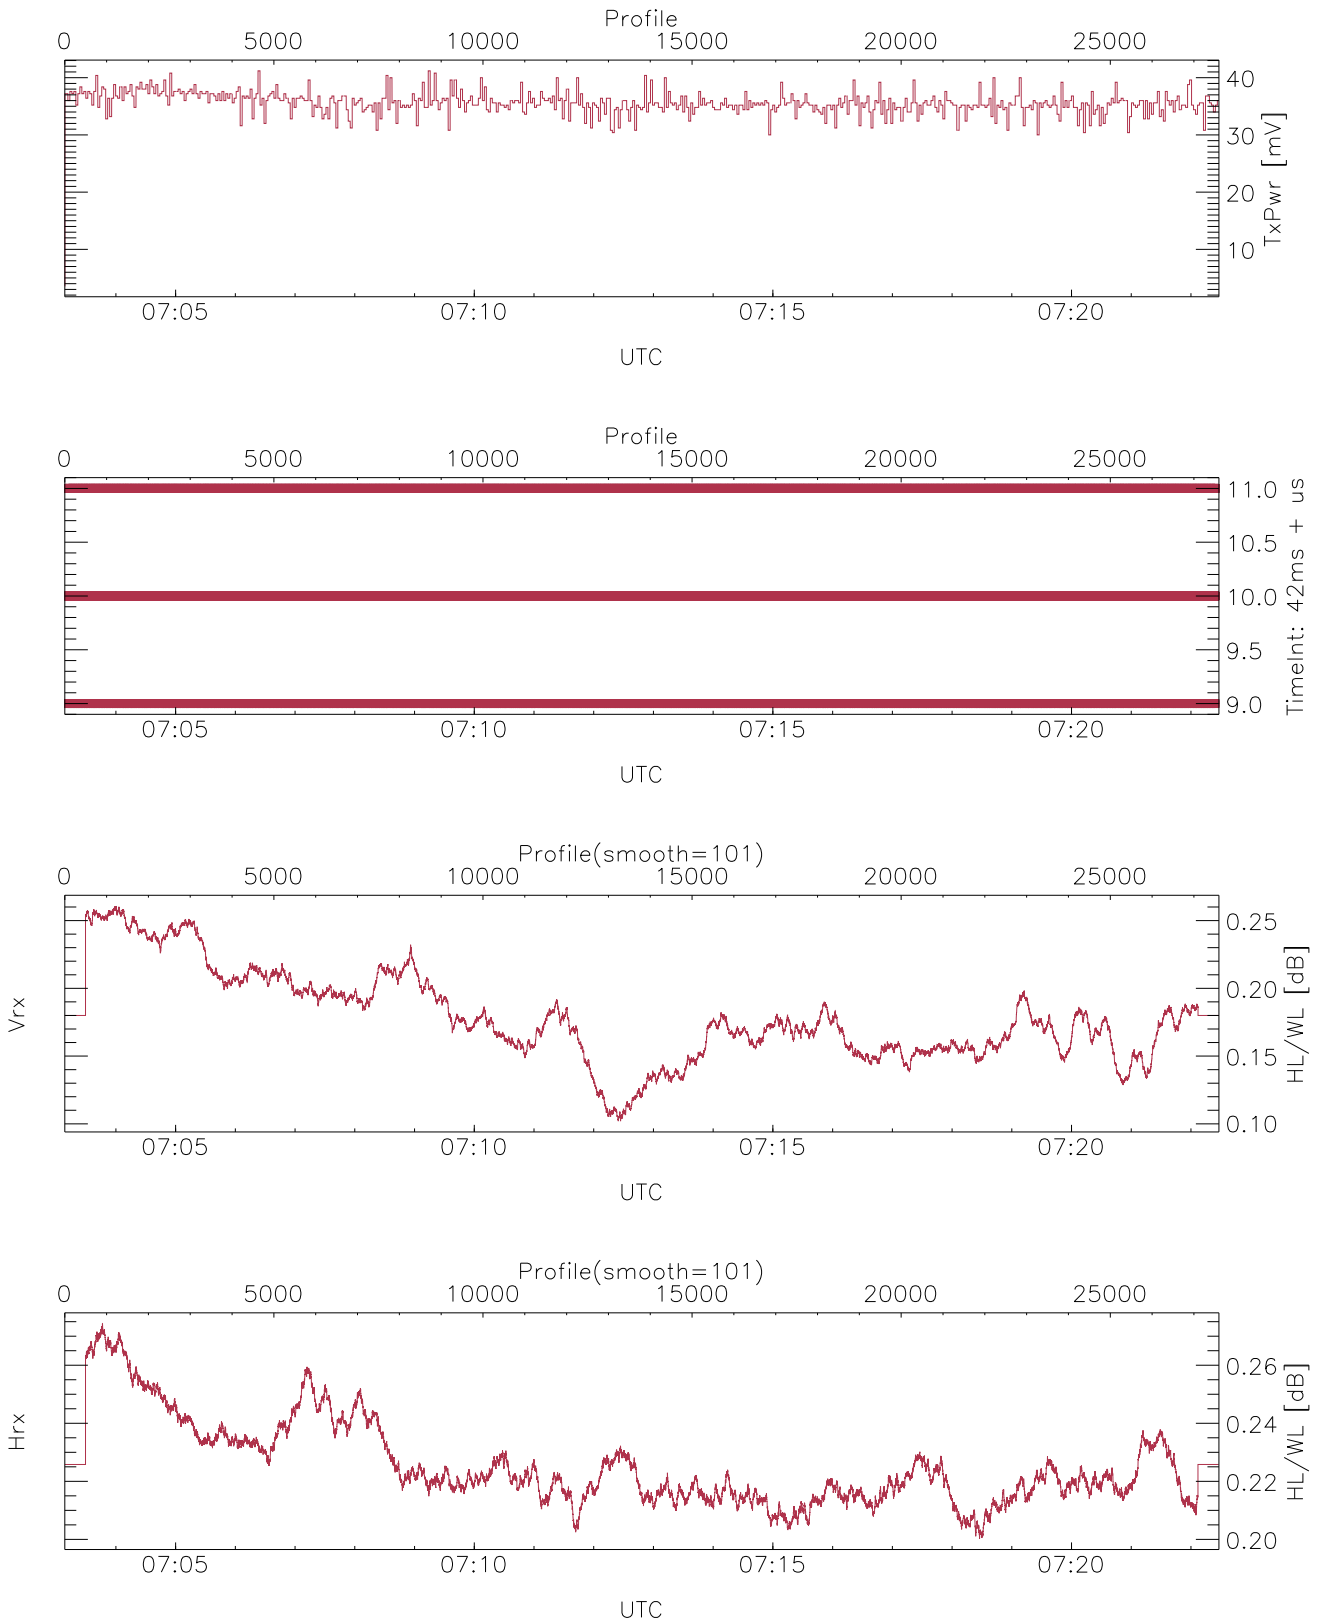 Profile
0 5000 10000 15000 20000 25000
40
30
20
10
TxPwr [mV]
07:05 07:10 07:15 07:20
UTC
Profile
0 5000 10000 15000 20000 25000
11.0
10.5
10.0
9.5
9.0
TimeInt: 42ms + us
07:05 07:10 07:15 07:20
UTC
Profile(smooth=101)
0 5000 10000 15000 20000 25000
Vrx
0.25
0.20
0.15
0.10
HL/WL [dB]
07:05 07:10 07:15 07:20
UTC
Profile(smooth=101)
0 5000 10000 15000 20000 25000
Hrx
0.26
0.24
0.22
0.20
HL/WL [dB]
07:05 07:10 07:15 07:20
UTC